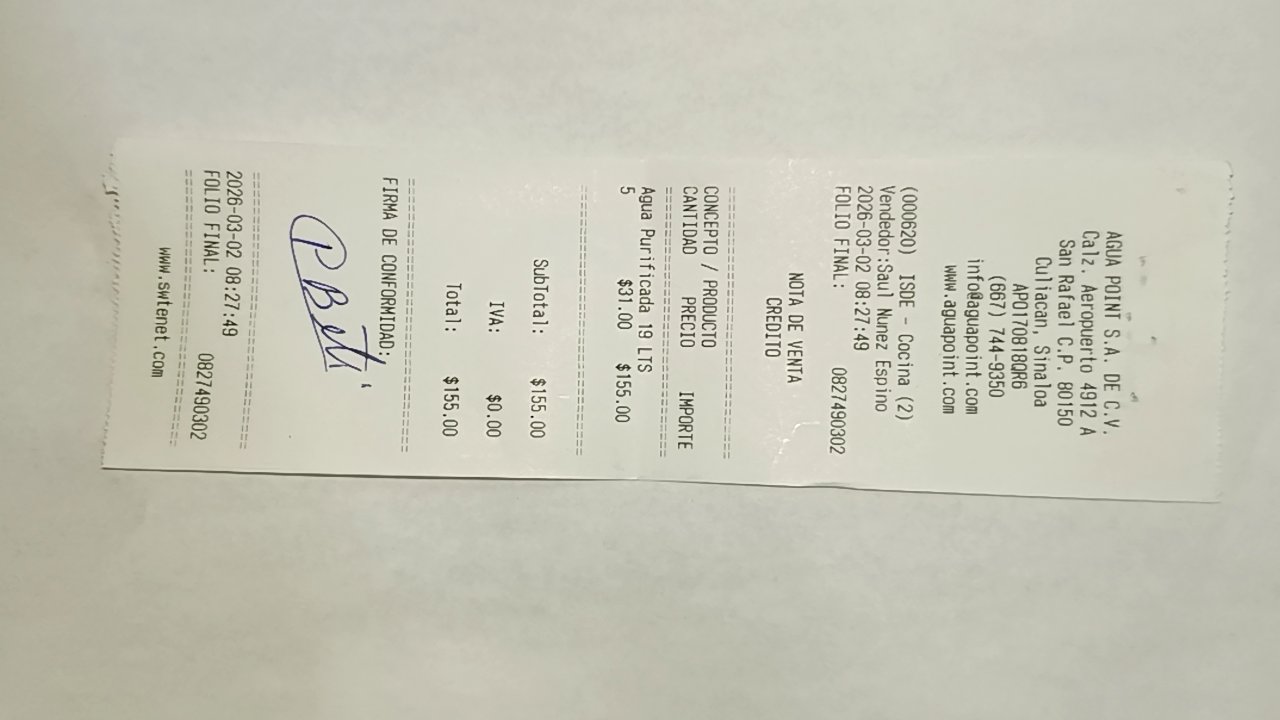 AGUA POINT S.A. DE C.V.
Calz. Aeropuerto 4912 A
San Rafael C.P. 80150
Culiacan, Sinaloa
APO170818QR6
(667) 744-9350
info@aguapoint.com
www.aguapoint.com
(000620) ISDE - Cocina (2)
Vendedor:Saul Nunez Espino
2026-03-02 08:27:49
FOLIO FINAL: 0827490302
NOTA DE VENTA
CREDITO
CONCEPTO / PRODUCTO
CANTIDAD PRECIO IMPORTE
Agua Purificada 19 LTS
5 $31.00 $155.00
SubTotal: $155.00
IVA: $0.00
Total: $155.00
FIRMA DE CONFORMIDAD:
2026-03-02 08:27:49
FOLIO FINAL: 0827490302
www.swtenet.com